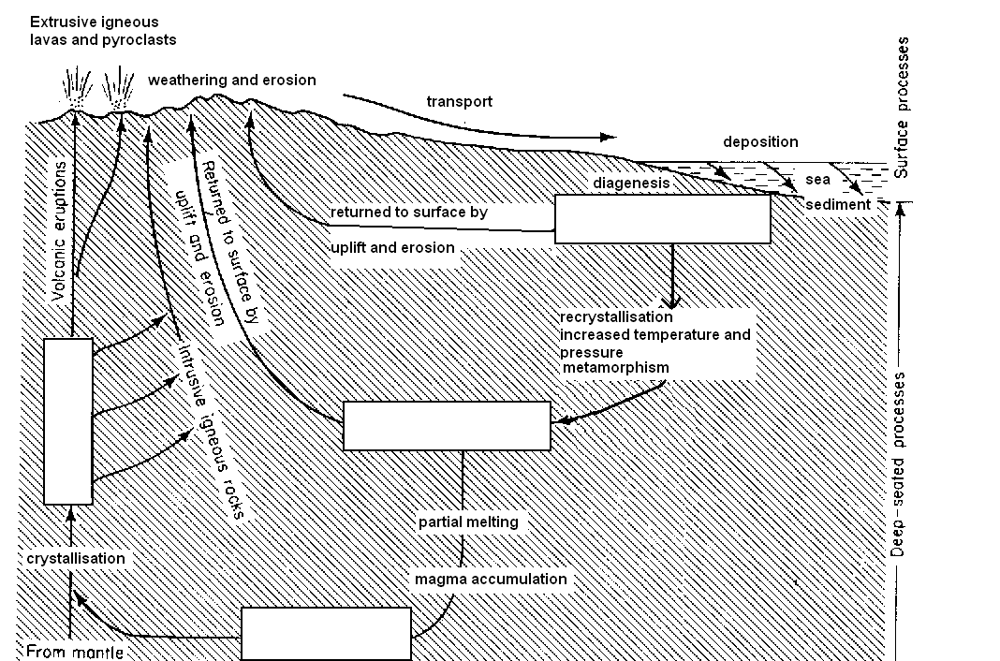 Extrusive igneous
lavas and pyroclasts
weathering and erosion
transport
deposition
Surface processes
sea
sediment
diagenesis
returned to surface by
uplift and erosion
Returned to surface by
uplift and erosion
Volcanic eruptions
recrystallisation
increased temperature and
pressure
metamorphism
Intrusive igneous rocks
Deep-seated processes
partial melting
crystallisation
magma accumulation
From mantle